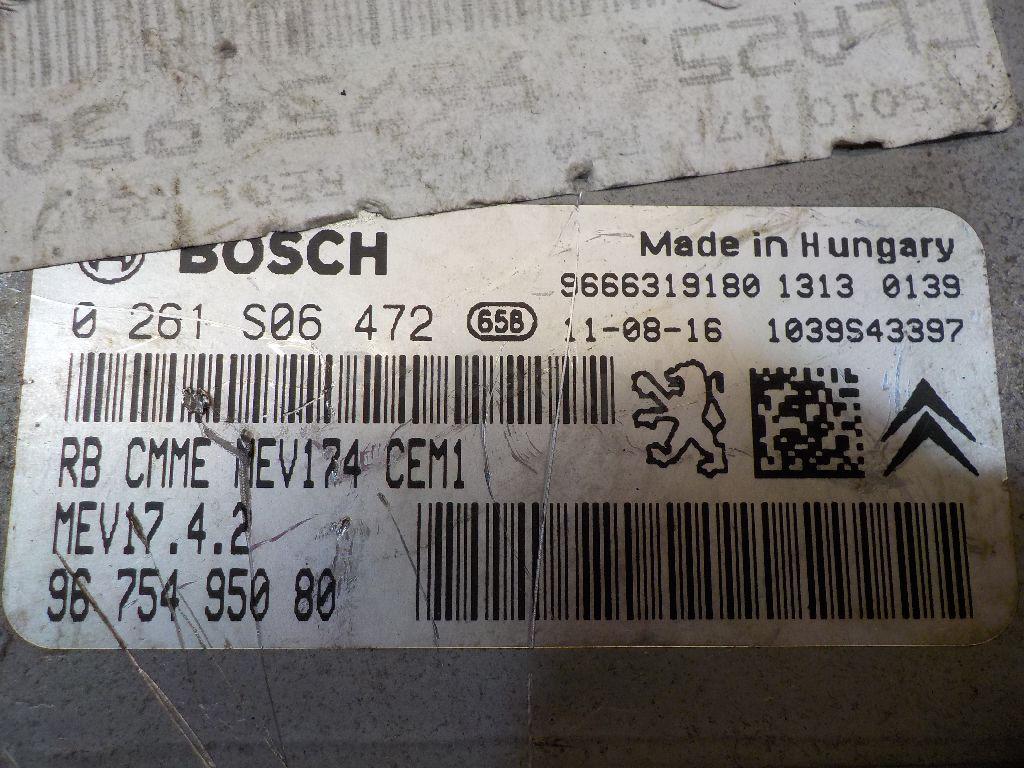 BOSCH
Made in Hungary
9666319180 1313 0139
0 261 S06 472 65B
11-08-16 1039S43397
RB CMME MEV174 CEM1
MEV17.4.2
96 754 950 80